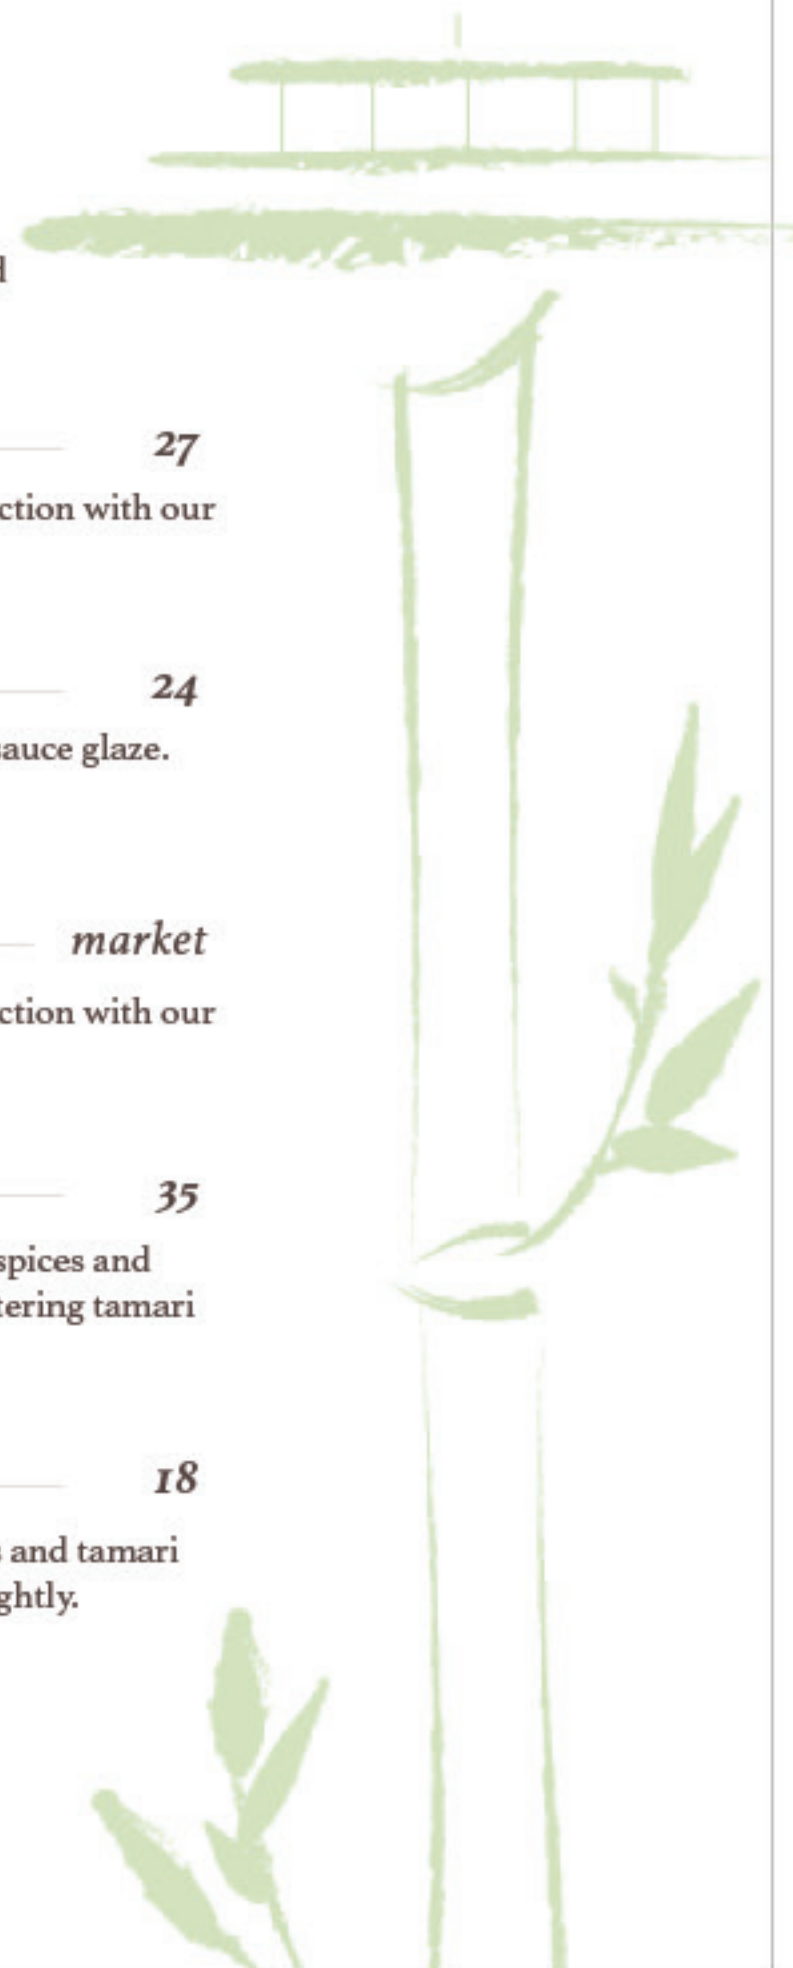 27
ction with our
24
sauce glaze.
market
ction with our
35
spices and
tering tamari
18
s and tamari
ghtly.